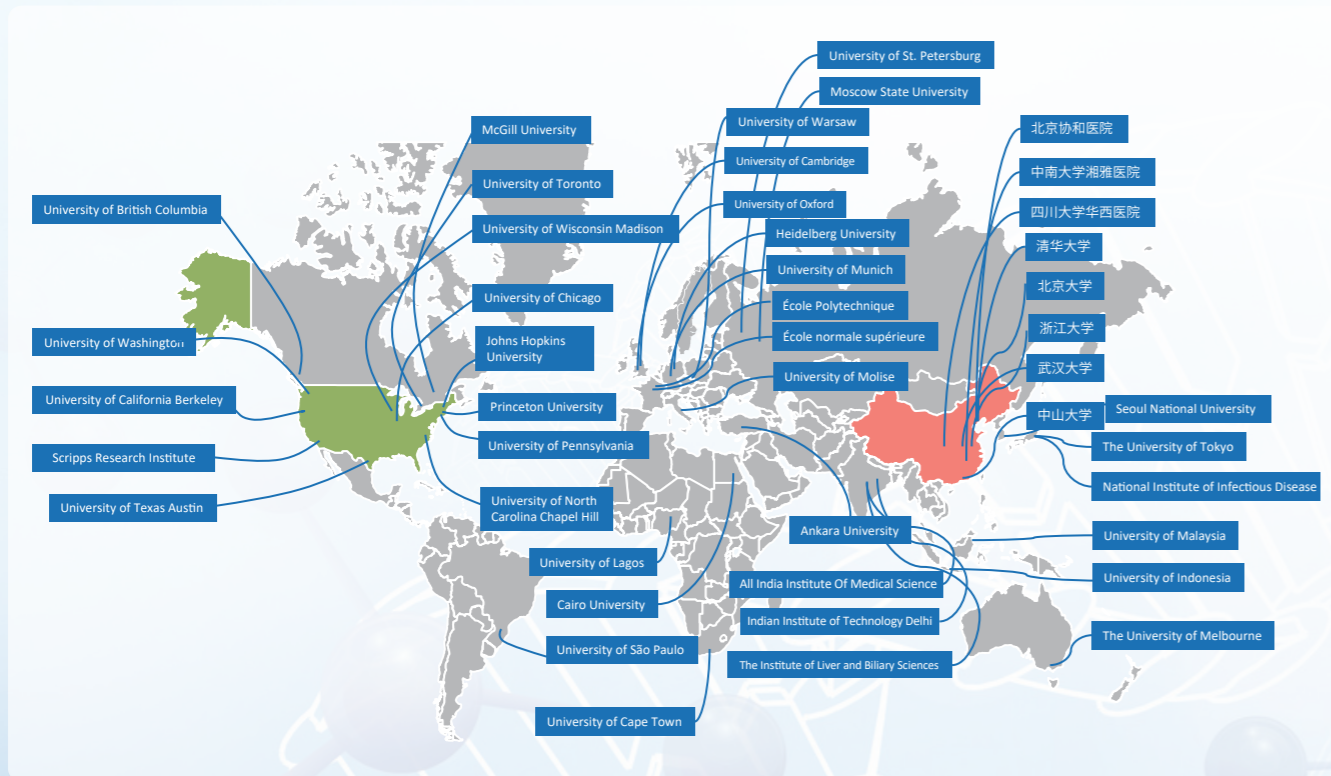 University of St. Petersburg
Moscow State University
University of Warsaw
University of Cambridge
University of Oxford
Heidelberg University
University of Munich
École Polytechnique
École normale supérieure
University of Molise
McGill University
University of Toronto
University of Wisconsin Madison
University of Chicago
Johns Hopkins
University
Princeton University
University of Pennsylvania
University of North
Carolina Chapel Hill
University of British Columbia
University of Washington
University of California Berkeley
Scripps Research Institute
University of Texas Austin
University of Lagos
Cairo University
University of São Paulo
University of Cape Town
Ankara University
All India Institute Of Medical Science
Indian Institute of Technology Delhi
The Institute of Liver and Biliary Sciences
北京协和医院
中南大学湘雅医院
四川大学华西医院
清华大学
北京大学
浙江大学
武汉大学
中山大学
Seoul National University
The University of Tokyo
National Institute of Infectious Disease
University of Malaysia
University of Indonesia
The University of Melbourne